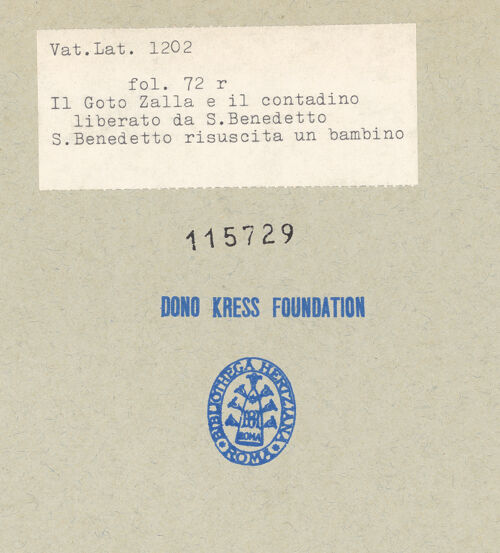 Vat.Lat. 1202
fol. 72 r
Il Goto Zalla e il contadino
liberato da S.Benedetto
S.Benedetto risuscita un bambino
115729
DONO KRESS FOUNDATION
BIBLIOTHECA HERTZIANA
ROMA
ROMA